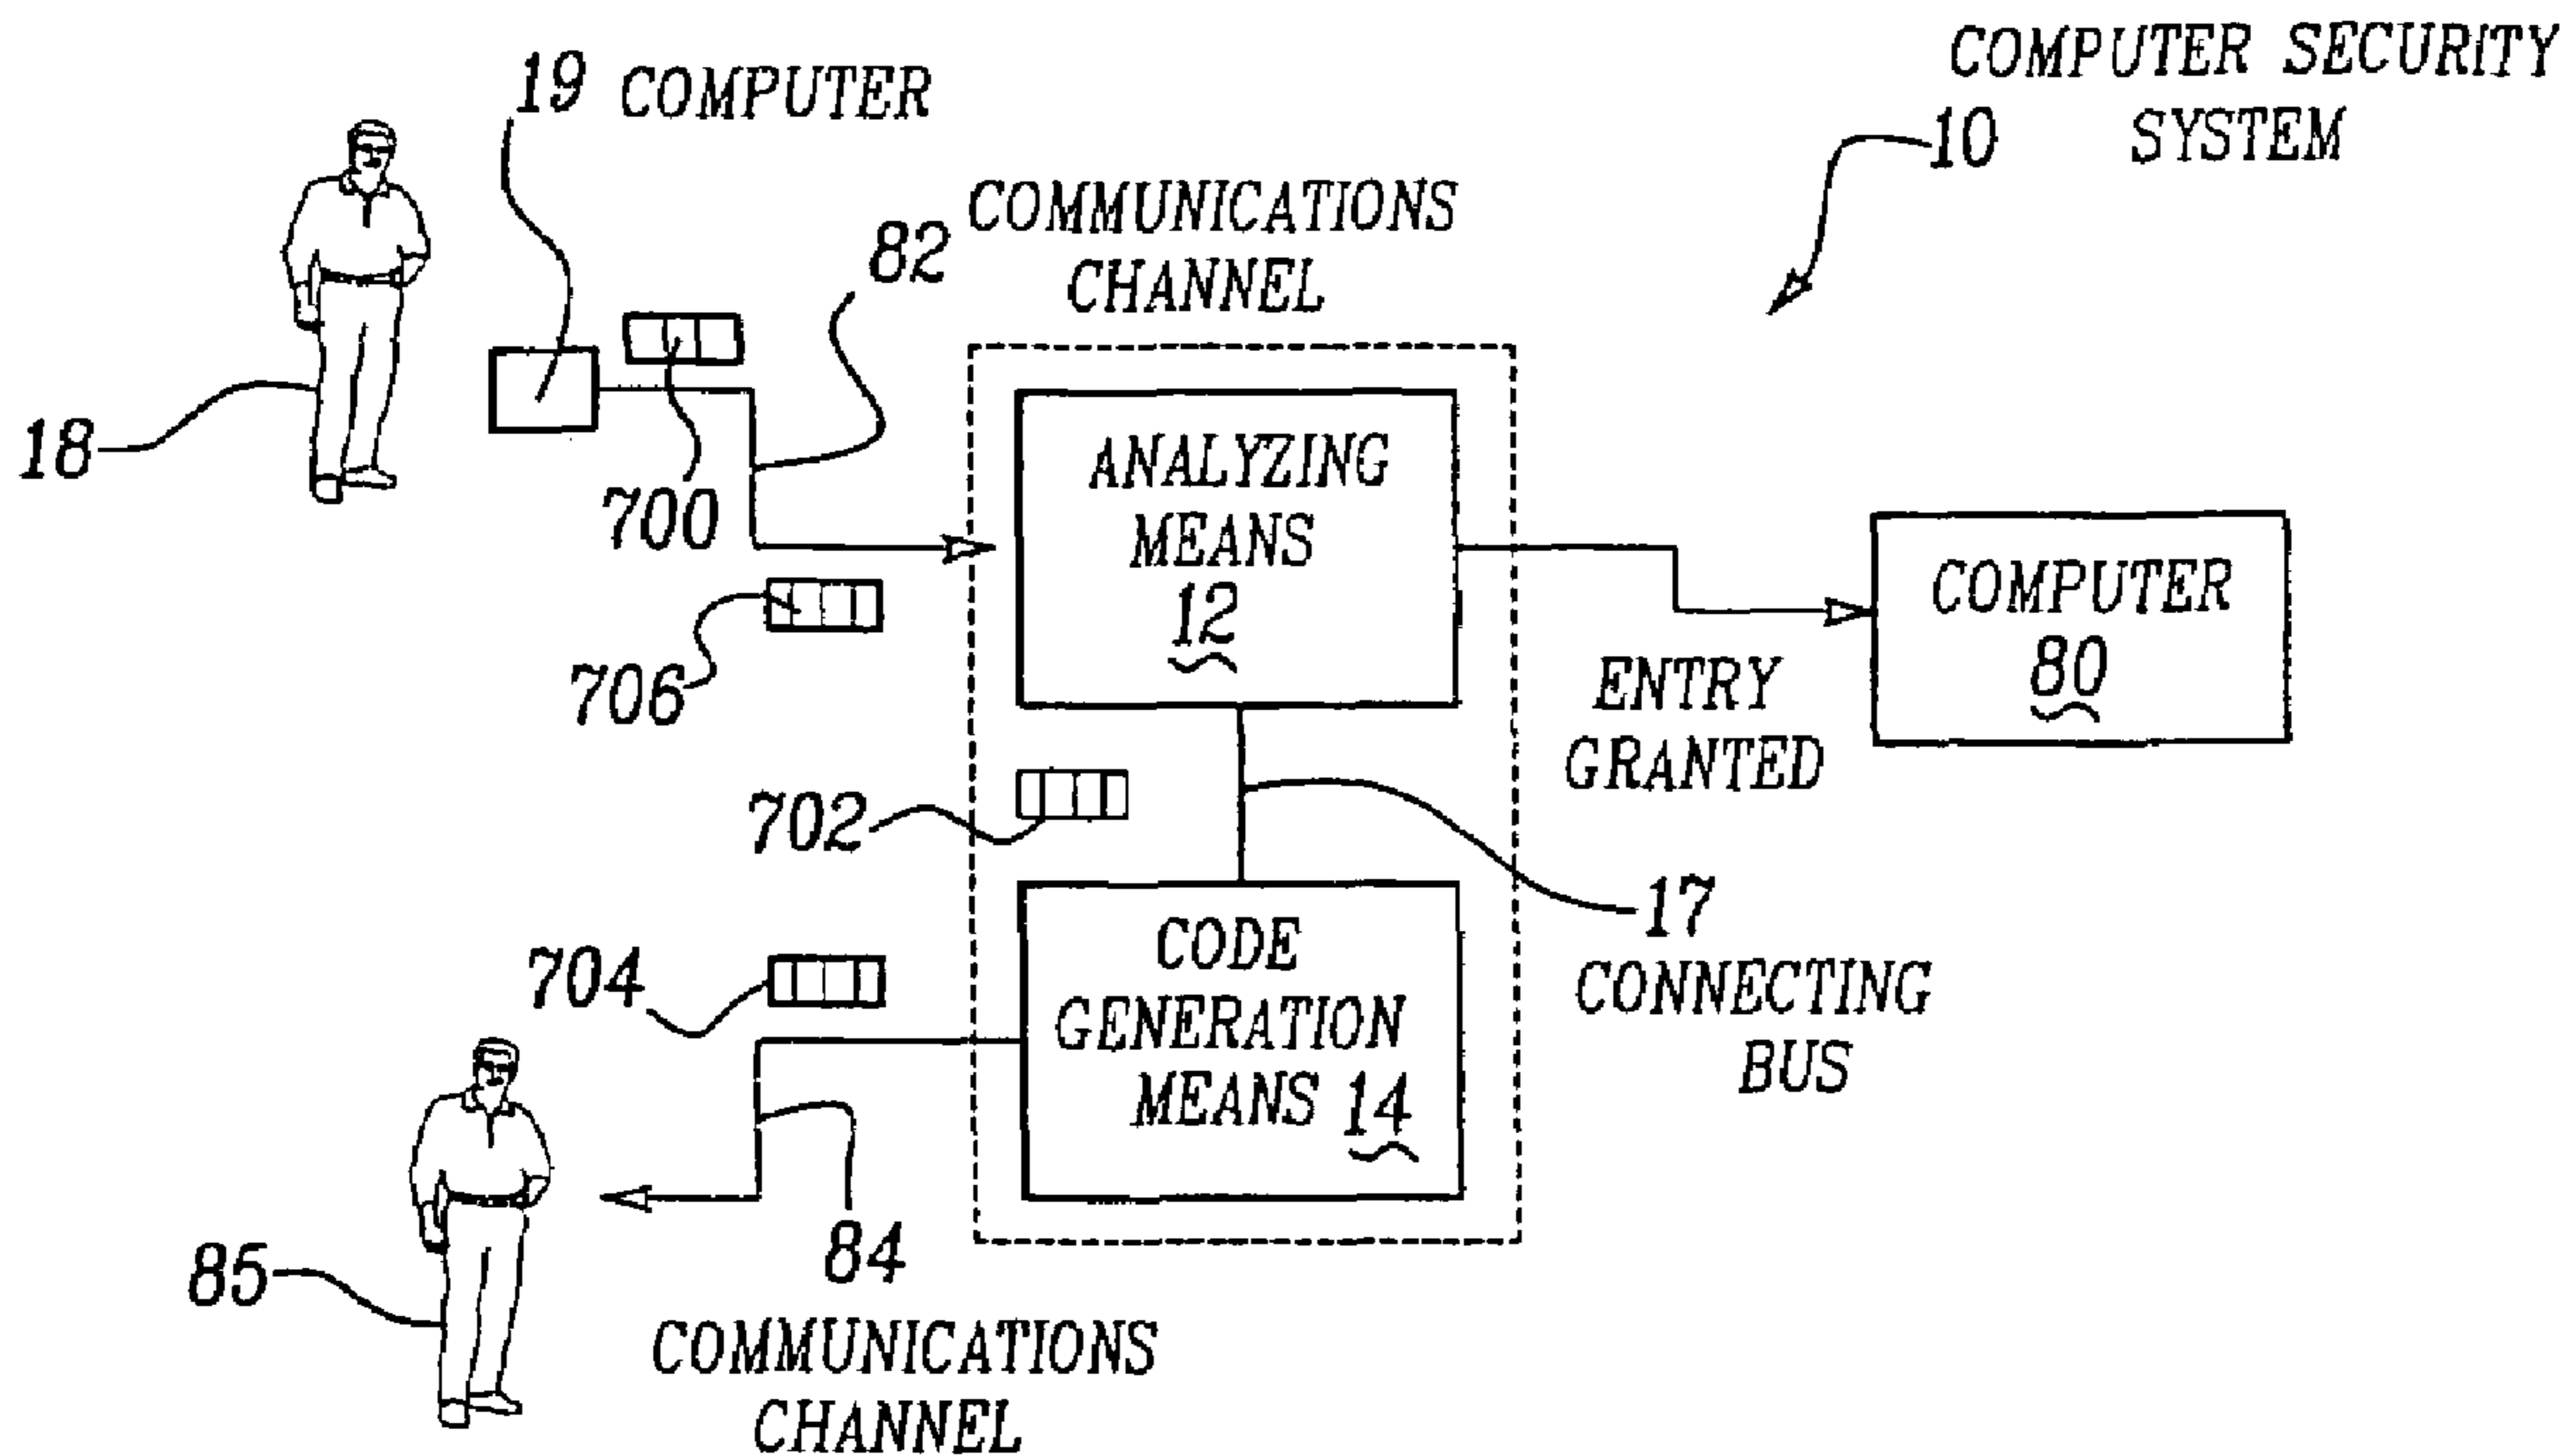 COMPUTER SECURITY
10 SYSTEM
19 COMPUTER
COMMUNICATIONS
CHANNEL
82
18
700
706
ANALYZING
MEANS
12
COMPUTER
80
ENTRY
GRANTED
702
17
CONNECTING
BUS
CODE
GENERATION
MEANS 14
704
84
85
COMMUNICATIONS
CHANNEL